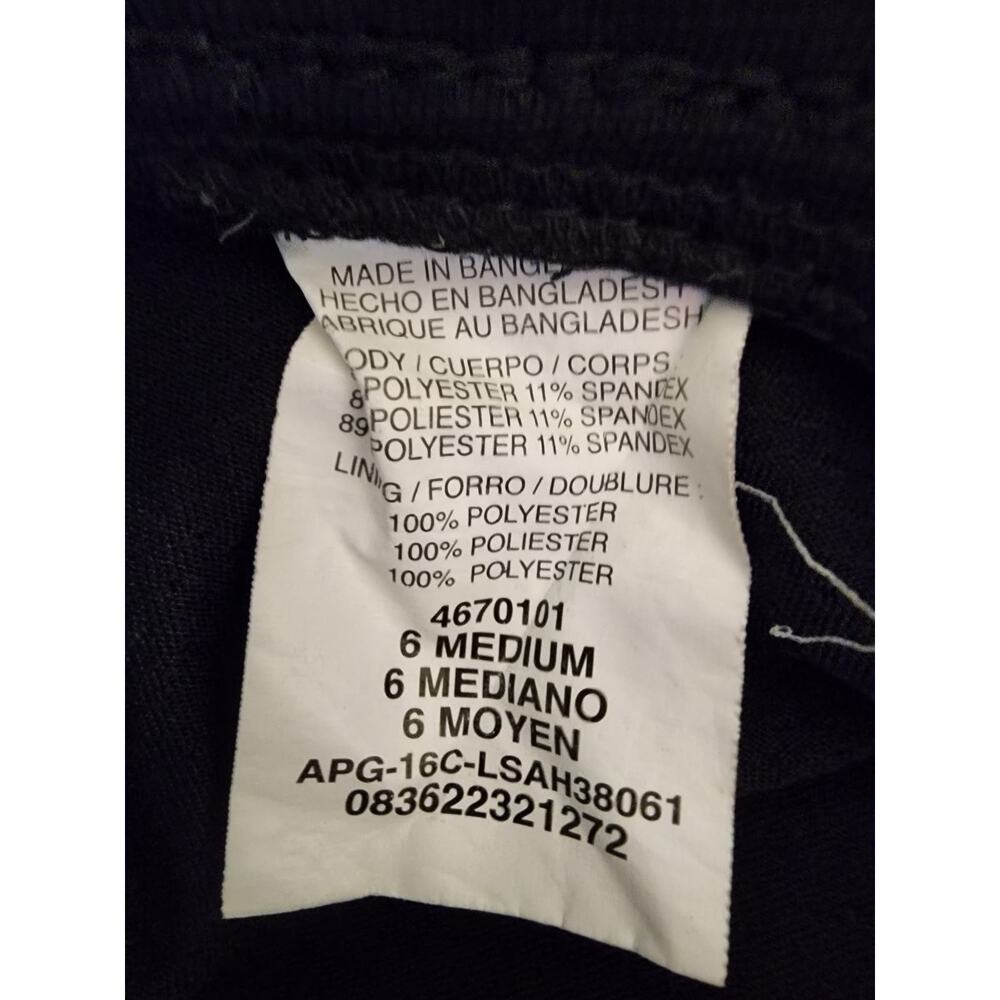 MADE IN BANGL
HECHO EN BANGLADESH
ABRIQUE AU BANGLADESH
ODY / CUERPO / CORPS
8 POLYESTER 11% SPANDEX
89 POLIESTER 11% SPANDEX
POLYESTER 11% SPANDEX
LINING / FORRO / DOUBLURE :
100% POLYESTER
100% POLIESTER
100% POLYESTER
4670101
6 MEDIUM
6 MEDIANO
6 MOYEN
APG-16C-LSAH38061
083622321272